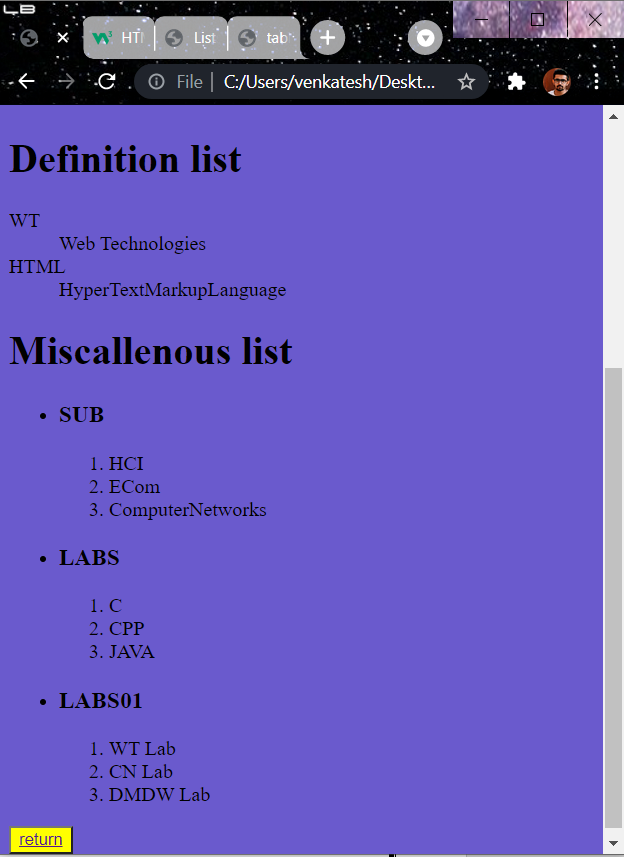 HT
List
tab
File
C:/Users/venkatesh/Deskt...
Definition list
WT
Web Technologies
HTML
HyperTextMarkupLanguage
Miscallenous list
• SUB
1. HCI
2. ECom
3. ComputerNetworks
• LABS
1. C
2. CPP
3. JAVA
• LABS01
1. WT Lab
2. CN Lab
3. DMDW Lab
return